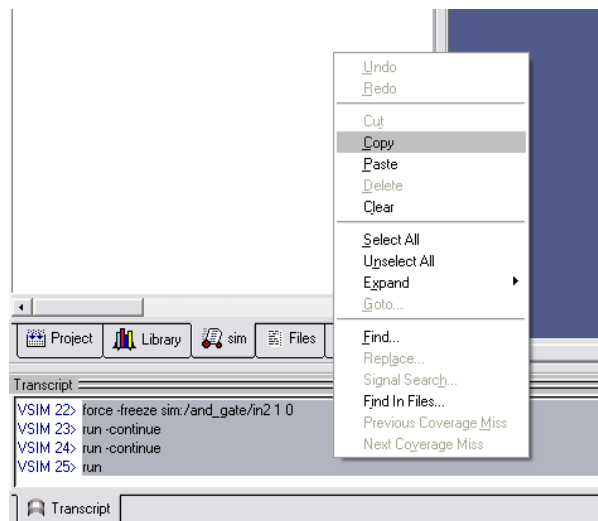 Undo
Redo
Cut
Copy
Paste
Delete
Clear
Select All
Unselect All
Expand
Goto...
Find...
Replace...
Signal Search...
Find In Files...
Previous Coverage Miss
Next Coverage Miss
Project Library sim Files
Transcript
VSIM 22> force -freeze sim:/and_gate/in2 1 0
VSIM 23> run -continue
VSIM 24> run -continue
VSIM 25> run
Transcript